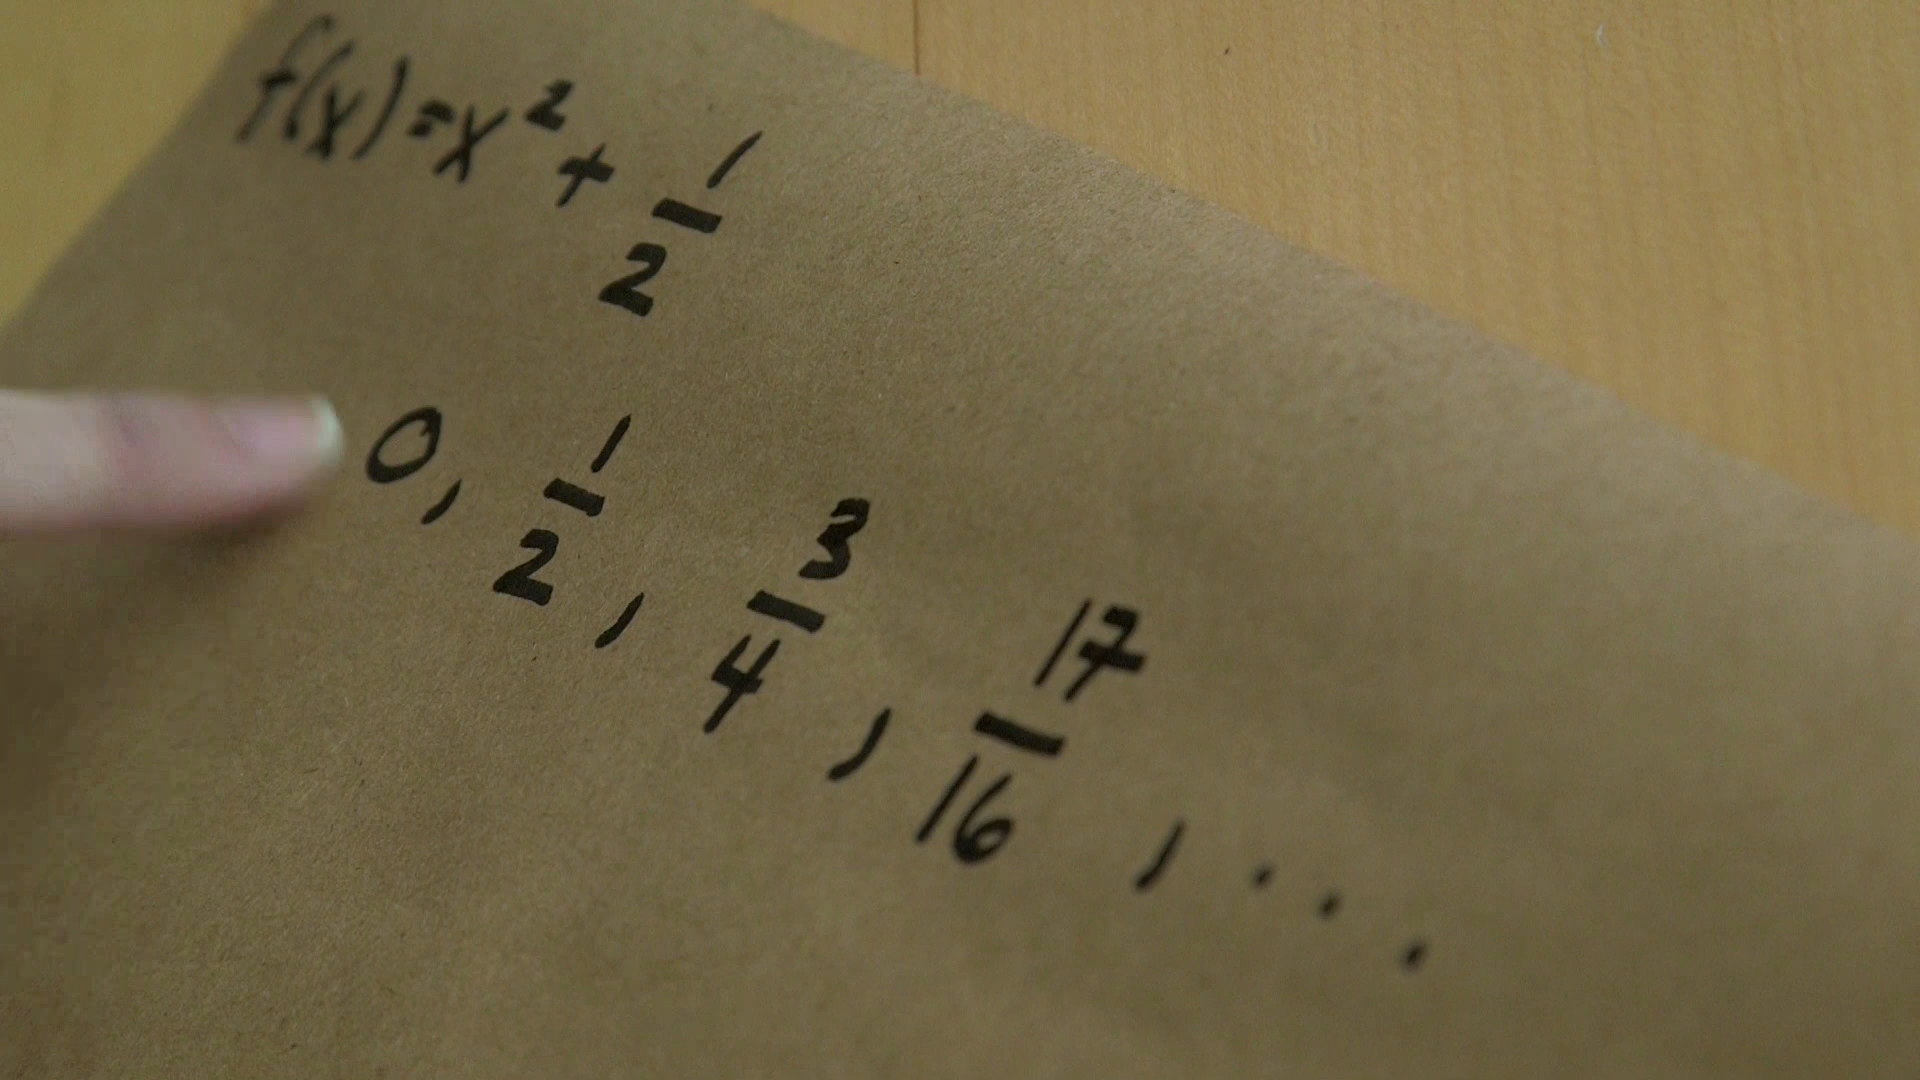 f(x)=x² + 1/2
0, 1/2, 3/4, 17/16, ...